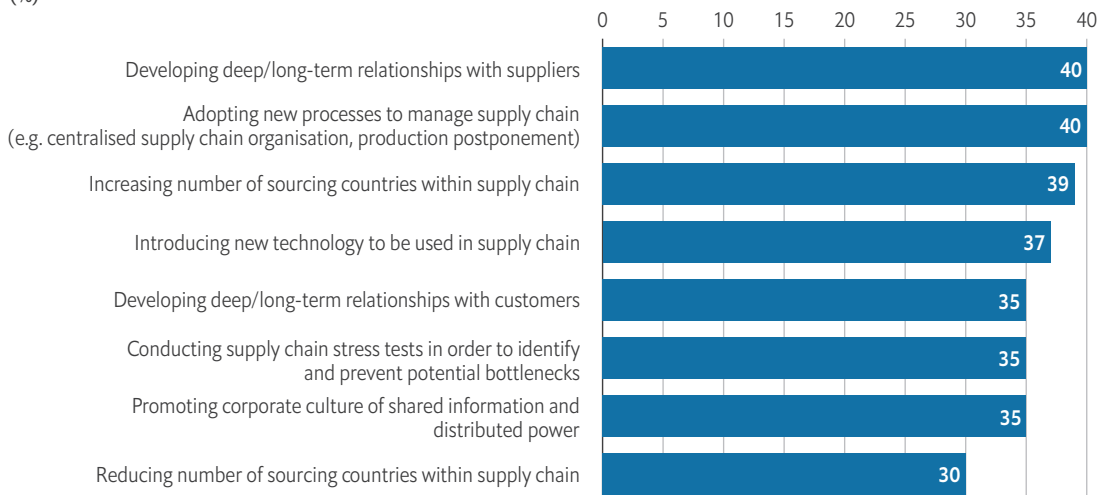 (%)
0 5 10 15 20 25 30 35 40
Developing deep/long-term relationships with suppliers 40
Adopting new processes to manage supply chain
(e.g. centralised supply chain organisation, production postponement) 40
Increasing number of sourcing countries within supply chain 39
Introducing new technology to be used in supply chain 37
Developing deep/long-term relationships with customers 35
Conducting supply chain stress tests in order to identify
and prevent potential bottlenecks 35
Promoting corporate culture of shared information and
distributed power 35
Reducing number of sourcing countries within supply chain 30